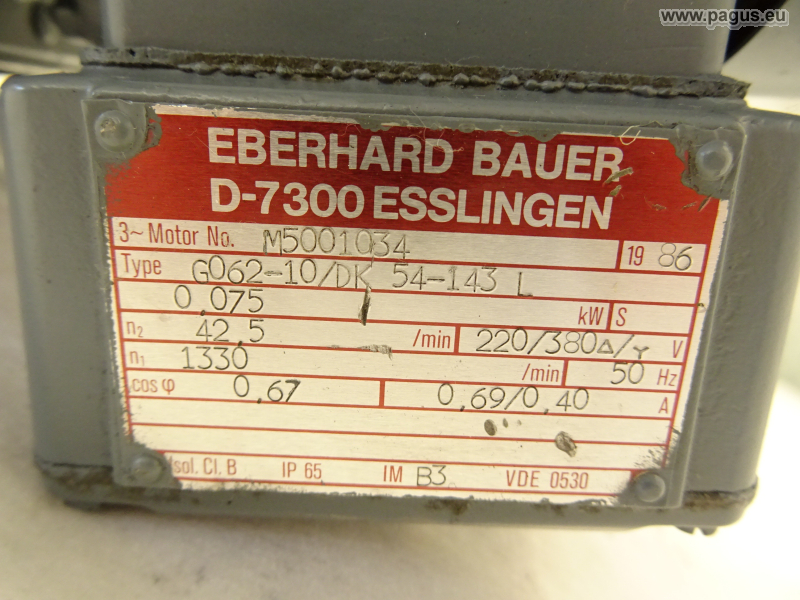 www.pagus.eu
EBERHARD BAUER
D-7300 ESSLINGEN
3~ Motor No. M5001034 19 86
Type G062-10/DK 54-143 L
0,075 kW S
n₂ 42,5 /min 220/380Δ/Y V
n₁ 1330 /min 50 Hz
cos φ 0,67 0,69/0,40 A
Isol. Cl. B IP 65 IM B3 VDE 0530